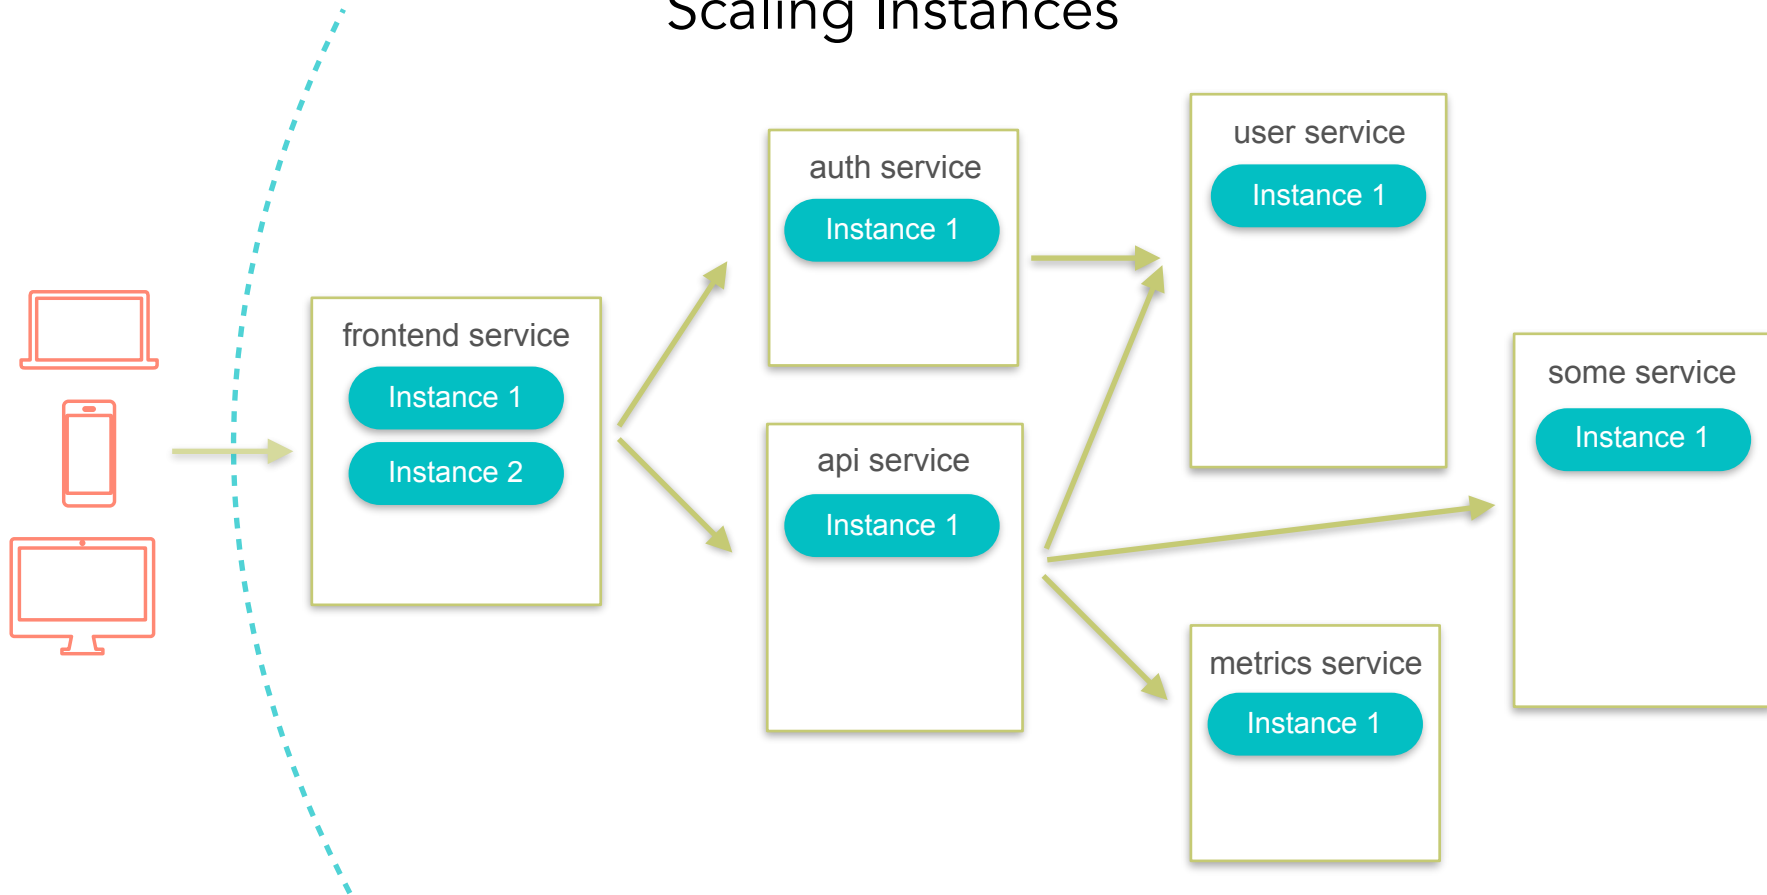 Scaling Instances
frontend service
Instance 1
Instance 2
auth service
Instance 1
api service
Instance 1
user service
Instance 1
some service
Instance 1
metrics service
Instance 1